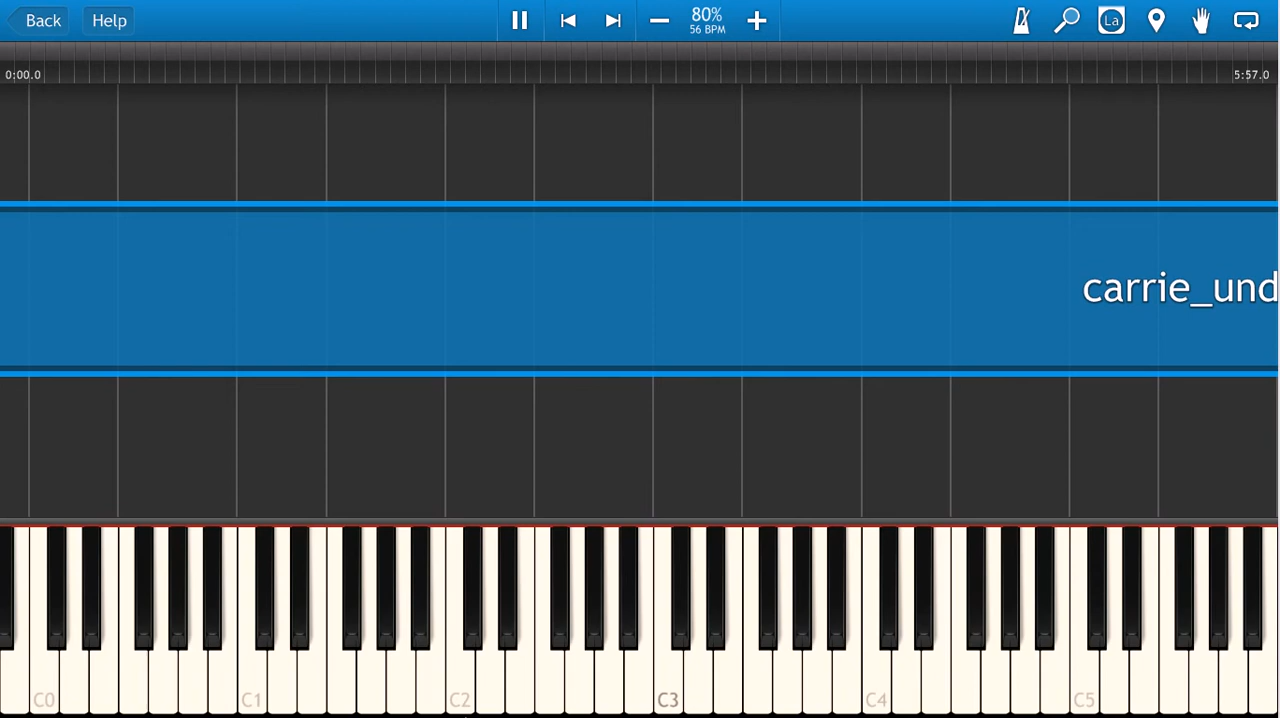 Back Help 80% La
56 BPM
0:00.0 5:57.0
carrie_und
C0 C1 C2 C3 C4 C5